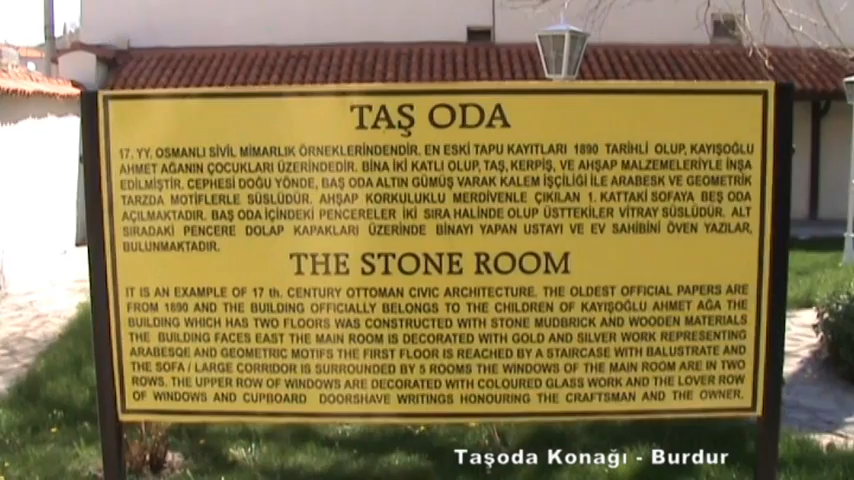 TAŞ ODA
17. YY. OSMANLI SİVİL MİMARLIK ÖRNEKLERİNDENDİR. EN ESKİ TAPU KAYITLARI 1890 TARİHLİ OLUP, KAYIŞOĞLU
AHMET AĞANIN ÇOCUKLARI ÜZERİNDEDİR. BİNA İKİ KATLI OLUP, TAŞ, KERPİŞ, VE AHŞAP MALZEMELERİYLE İNŞA
EDİLMİŞTİR. CEPHESİ DOĞU YÖNDE, BAŞ ODA ALTIN GÜMÜŞ VARAK KALEM İŞÇİLİĞİ İLE ARABESK VE GEOMETRİK
TARZDA MOTİFLERLE SÜSLÜDÜR. AHŞAP KORKULUKLU MERDİVENLE ÇIKILAN 1. KATTAKİ SOFAYA BEŞ ODA
AÇILMAKTADIR. BAŞ ODA İÇİNDEKİ PENCERELER İKİ SIRA HALİNDE OLUP ÜSTTEKİLER VİTRAY SÜSLÜDÜR. ALT
SIRADAKİ PENCERE DOLAP KAPAKLARI ÜZERİNDE BİNAYI YAPAN USTAYI VE EV SAHİBİNİ ÖVEN YAZILAR,
BULUNMAKTADIR.
THE STONE ROOM
IT IS AN EXAMPLE OF 17 th. CENTURY OTTOMAN CIVIC ARCHITECTURE. THE OLDEST OFFICIAL PAPERS ARE
FROM 1890 AND THE BUILDING OFFICIALLY BELONGS TO THE CHILDREN OF KAYIŞOĞLU AHMET AĞA THE
BUILDING WHICH HAS TWO FLOORS WAS CONSTRUCTED WITH STONE MUDBRICK AND WOODEN MATERIALS
THE BUILDING FACES EAST THE MAIN ROOM IS DECORATED WITH GOLD AND SILVER WORK REPRESENTING
ARABESQUE AND GEOMETRIC MOTIFS THE FIRST FLOOR IS REACHED BY A STAIRCASE WITH BALUSTRATE AND
THE SOFA / LARGE CORRIDOR IS SURROUNDED BY 5 ROOMS THE WINDOWS OF THE MAIN ROOM ARE IN TWO
ROWS. THE UPPER ROW OF WINDOWS ARE DECORATED WITH COLOURED GLASS WORK AND THE LOVER ROW
OF WINDOWS AND CUPBOARD DOORSHAVE WRITINGS HONOURING THE CRAFTSMAN AND THE OWNER.
Taşoda Konağı - Burdur